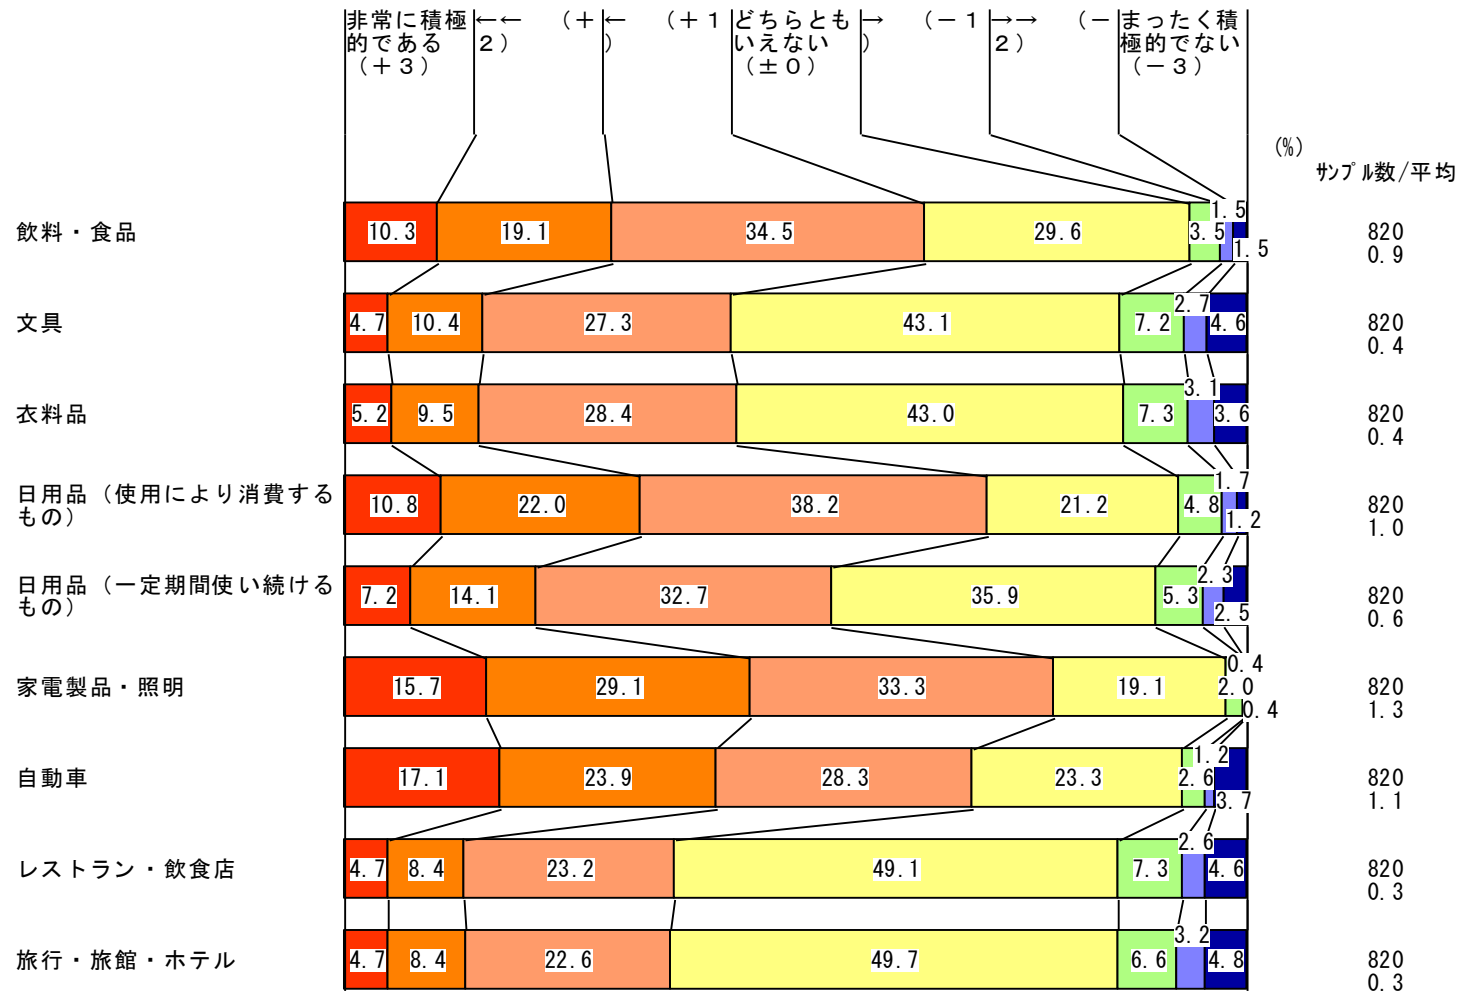 非常に積極 ←← （＋ ← （＋１ どちらとも → （－１ →→ （－ まったく積
的である ２） ） いえない ） ２） 極的でない
（＋３） （±０） （－３）
(%)
ｻﾝﾌﾟﾙ数/平均
1.5
飲料・食品 10.3 19.1 34.5 29.6 3.5 820
1.5 0.9
2.7
文具 4.7 10.4 27.3 43.1 7.2 4.6 820
0.4
3.1
衣料品 5.2 9.5 28.4 43.0 7.3 3.6 820
0.4
1.7
日用品（使用により消費する
もの） 10.8 22.0 38.2 21.2 4.8 820
1.2 1.0
2.3
日用品（一定期間使い続ける
もの） 7.2 14.1 32.7 35.9 5.3 820
2.5 0.6
0.4
家電製品・照明 15.7 29.1 33.3 19.1 2.0 820
0.4 1.3
1.2
自動車 17.1 23.9 28.3 23.3 2.6 820
3.7 1.1
2.6
レストラン・飲食店 4.7 8.4 23.2 49.1 7.3 4.6 820
0.3
3.2
旅行・旅館・ホテル 4.7 8.4 22.6 49.7 6.6 4.8 820
0.3